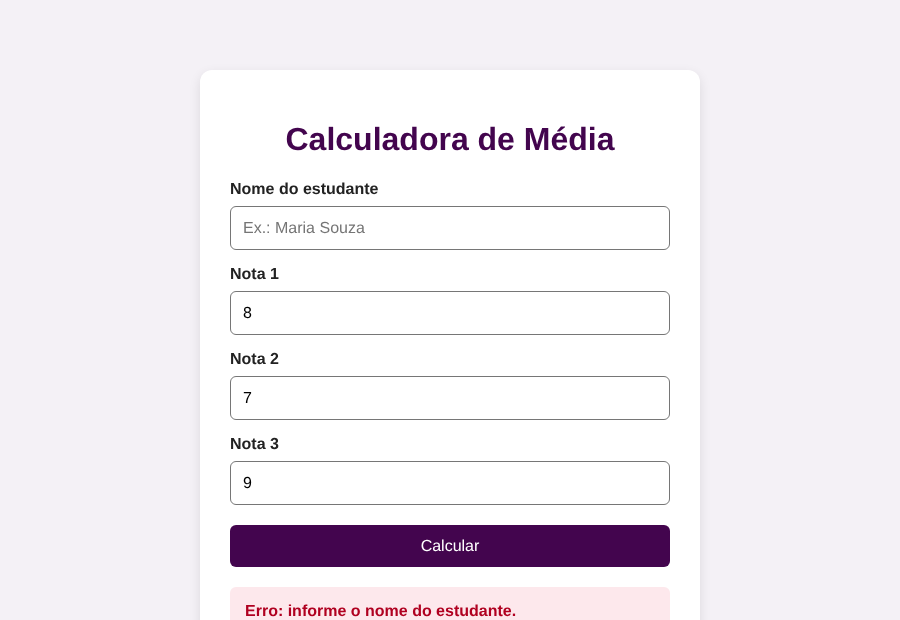 Calculadora de Média
Nome do estudante
Ex.: Maria Souza
Nota 1
8
Nota 2
7
Nota 3
9
Calcular
Erro: informe o nome do estudante.